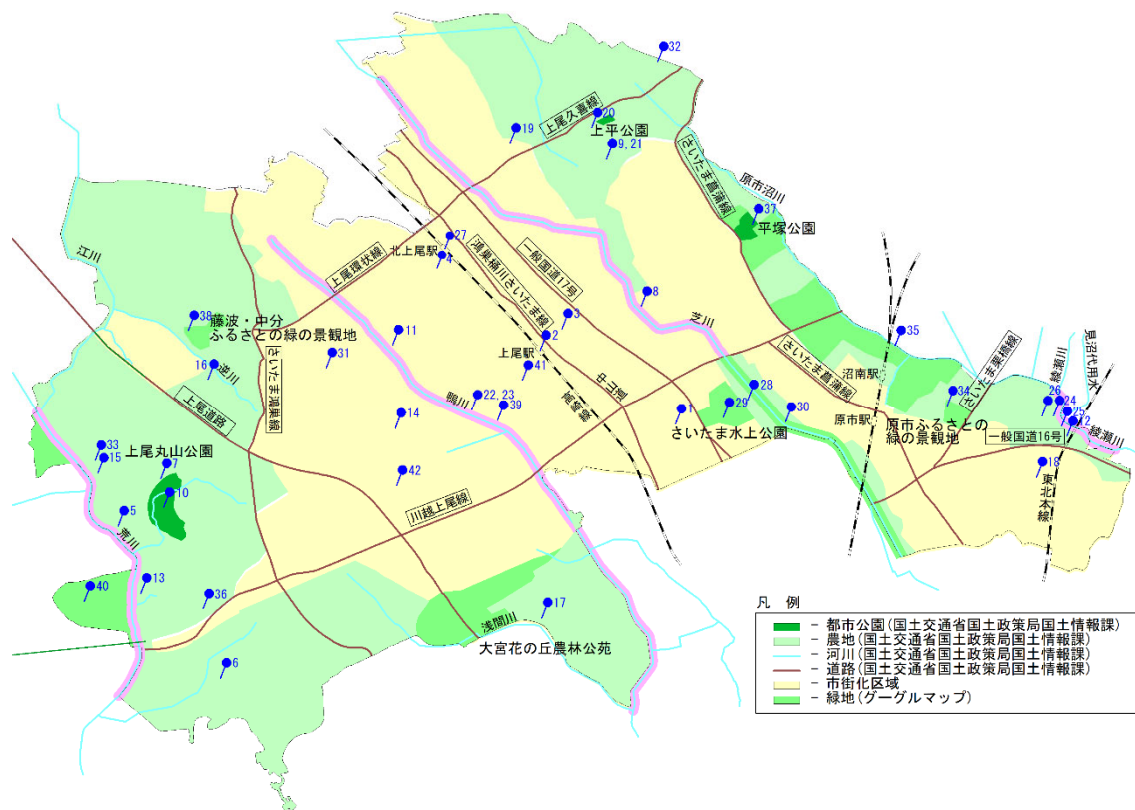 32
上尾久喜線
20
19
上平公園
9,21
さいたま菖蒲線
原市沼川
37
平塚公園
江川
27
北上尾駅
4
上尾環状線
鴻巣桶川さいたま線
一般国道17号
8
芝川
3
2
38
藤波・中分
ふるさとの緑の景観地
11
31
16
逆川
さいたま鴻巣線
上尾道路
上尾駅
41
中山道
高崎線
さいたま菖蒲線
35
沼南駅
さいたま栗橋線
綾瀬川
見沼代用水
22,23
39
鴨川
14
1
29
28
30
さいたま水上公園
原市駅
34
原市ふるさとの
緑の景観地
26
24
25
12
綾瀬川
一般国道16号
18
東北本線
33
15
上尾丸山公園
7
10
5
荒川
42
川越上尾線
40
13
36
6
浅間川
17
大宮花の丘農林公苑
凡 例
- 都市公園(国土交通省国土政策局国土情報課)
- 農地(国土交通省国土政策局国土情報課)
- 河川(国土交通省国土政策局国土情報課)
- 道路(国土交通省国土政策局国土情報課)
- 市街化区域
- 緑地(グーグルマップ)